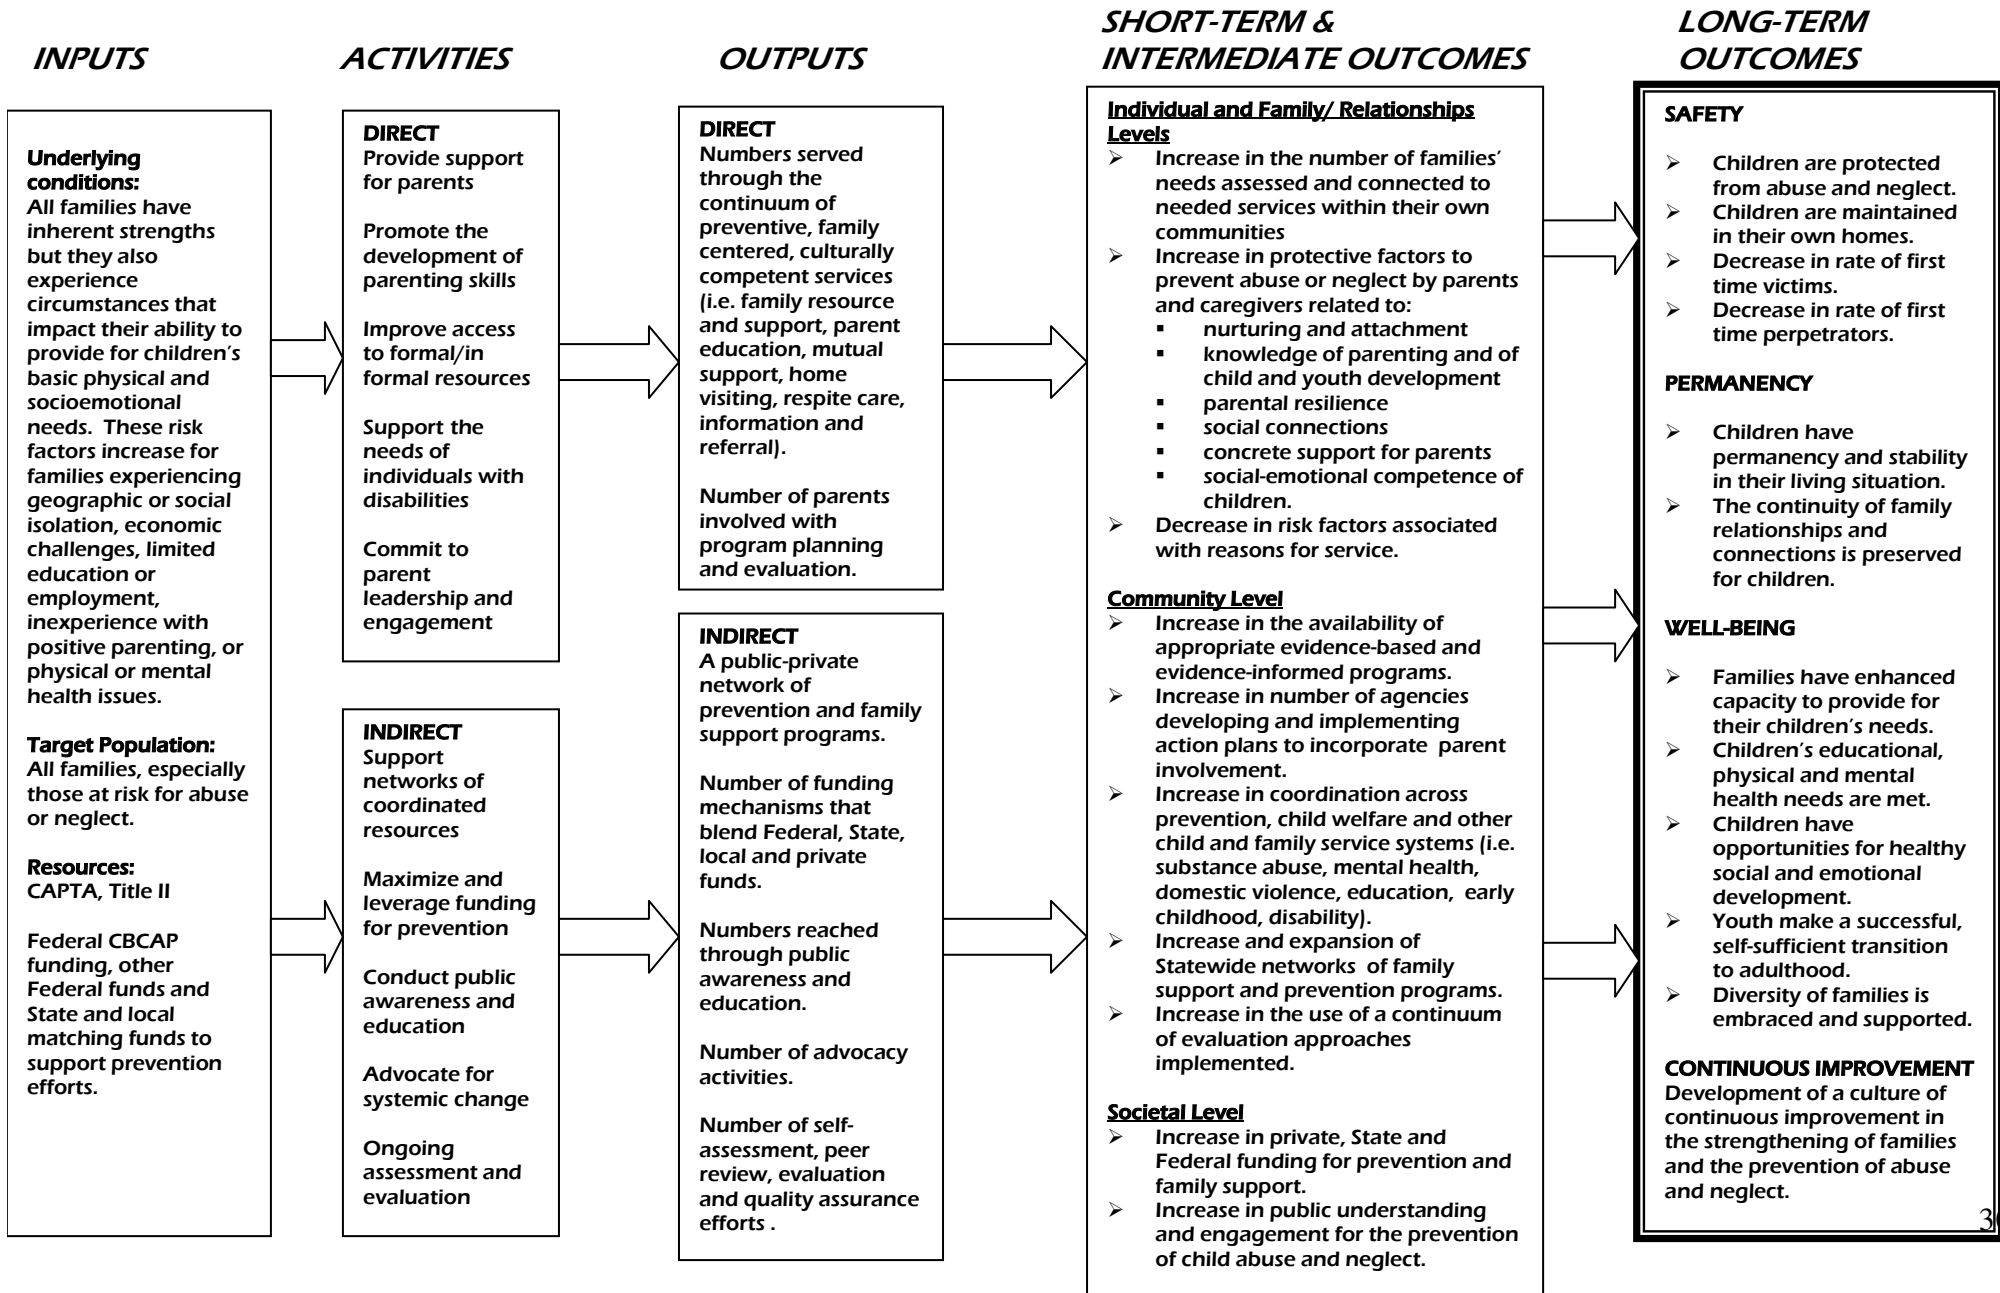 INPUTS
ACTIVITIES
OUTPUTS
SHORT-TERM &
INTERMEDIATE OUTCOMES
LONG-TERM
OUTCOMES
Underlying
conditions:
All families have
inherent strengths
but they also
experience
circumstances that
impact their ability to
provide for children's
basic physical and
socioemotional
needs. These risk
factors increase for
families experiencing
geographic or social
isolation, economic
challenges, limited
education or
employment,
inexperience with
positive parenting, or
physical or mental
health issues.
Target Population:
All families, especially
those at risk for abuse
or neglect.
Resources:
CAPTA, Title II
Federal CBCAP
funding, other
Federal funds and
State and local
matching funds to
support prevention
efforts.
DIRECT
Provide support
for parents
Promote the
development of
parenting skills
Improve access
to formal/in
formal resources
Support the
needs of
individuals with
disabilities
Commit to
parent
leadership and
engagement
INDIRECT
Support
networks of
coordinated
resources
Maximize and
leverage funding
for prevention
Conduct public
awareness and
education
Advocate for
systemic change
Ongoing
assessment and
evaluation
DIRECT
Numbers served
through the
continuum of
preventive, family
centered, culturally
competent services
(i.e. family resource
and support, parent
education, mutual
support, home
visiting, respite care,
information and
referral).
Number of parents
involved with
program planning
and evaluation.
INDIRECT
A public-private
network of
prevention and family
support programs.
Number of funding
mechanisms that
blend Federal, State,
local and private
funds.
Numbers reached
through public
awareness and
education.
Number of advocacy
activities.
Number of self-
assessment, peer
review, evaluation
and quality assurance
efforts .
Individual and Family/ Relationships
Levels
➢ Increase in the number of families'
needs assessed and connected to
needed services within their own
communities
➢ Increase in protective factors to
prevent abuse or neglect by parents
and caregivers related to:
▪ nurturing and attachment
▪ knowledge of parenting and of
child and youth development
▪ parental resilience
▪ social connections
▪ concrete support for parents
▪ social-emotional competence of
children.
➢ Decrease in risk factors associated
with reasons for service.
Community Level
➢ Increase in the availability of
appropriate evidence-based and
evidence-informed programs.
➢ Increase in number of agencies
developing and implementing
action plans to incorporate parent
involvement.
➢ Increase in coordination across
prevention, child welfare and other
child and family service systems (i.e.
substance abuse, mental health,
domestic violence, education, early
childhood, disability).
➢ Increase and expansion of
Statewide networks of family
support and prevention programs.
➢ Increase in the use of a continuum
of evaluation approaches
implemented.
Societal Level
➢ Increase in private, State and
Federal funding for prevention and
family support.
➢ Increase in public understanding
and engagement for the prevention
of child abuse and neglect.
SAFETY
➢ Children are protected
from abuse and neglect.
➢ Children are maintained
in their own homes.
➢ Decrease in rate of first
time victims.
➢ Decrease in rate of first
time perpetrators.
PERMANENCY
➢ Children have
permanency and stability
in their living situation.
➢ The continuity of family
relationships and
connections is preserved
for children.
WELL-BEING
➢ Families have enhanced
capacity to provide for
their children's needs.
➢ Children's educational,
physical and mental
health needs are met.
➢ Children have
opportunities for healthy
social and emotional
development.
➢ Youth make a successful,
self-sufficient transition
to adulthood.
➢ Diversity of families is
embraced and supported.
CONTINUOUS IMPROVEMENT
Development of a culture of
continuous improvement in
the strengthening of families
and the prevention of abuse
and neglect.